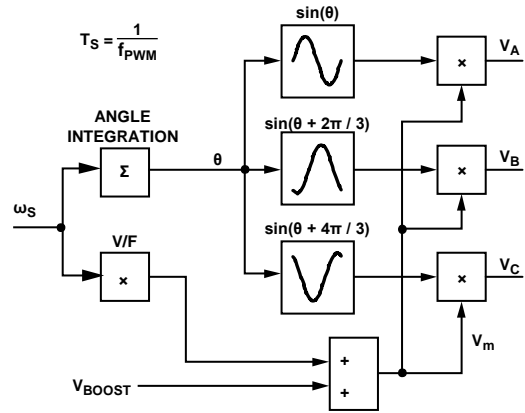 sin(θ)
T_S = 1 / f_PWM
V_A
×
ANGLE
INTEGRATION
sin(θ + 2π / 3)
V_B
Σ
θ
×
ω_S
V/F
sin(θ + 4π / 3)
V_C
×
×
V_m
+
V_BOOST
+